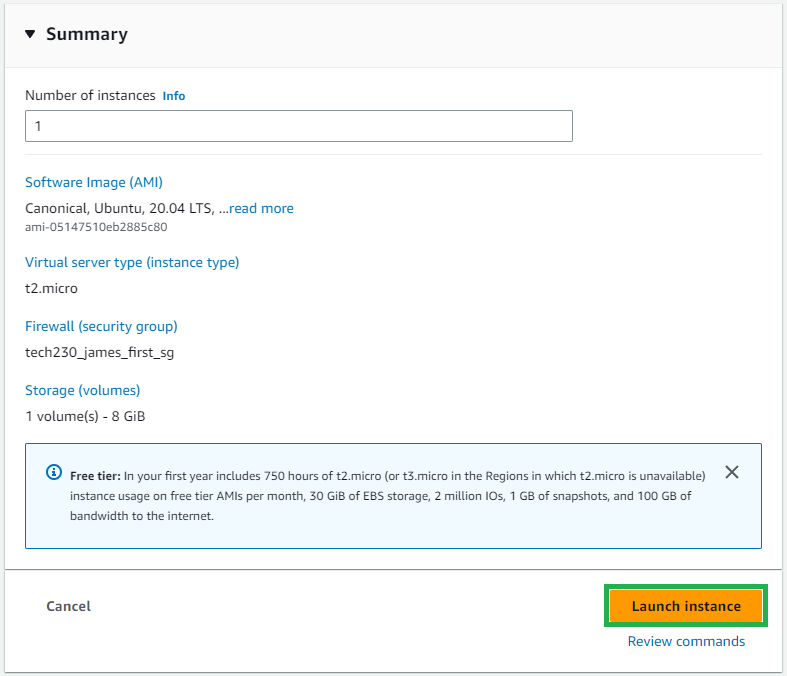 Summary
Number of instances Info
1
Software Image (AMI)
Canonical, Ubuntu, 20.04 LTS, ...read more
ami-05147510eb2885c80
Virtual server type (instance type)
t2.micro
Firewall (security group)
tech230_james_first_sg
Storage (volumes)
1 volume(s) - 8 GiB
Free tier: In your first year includes 750 hours of t2.micro (or t3.micro in the Regions in which t2.micro is unavailable)
instance usage on free tier AMIs per month, 30 GiB of EBS storage, 2 million IOs, 1 GB of snapshots, and 100 GB of
bandwidth to the internet.
Cancel
Launch instance
Review commands